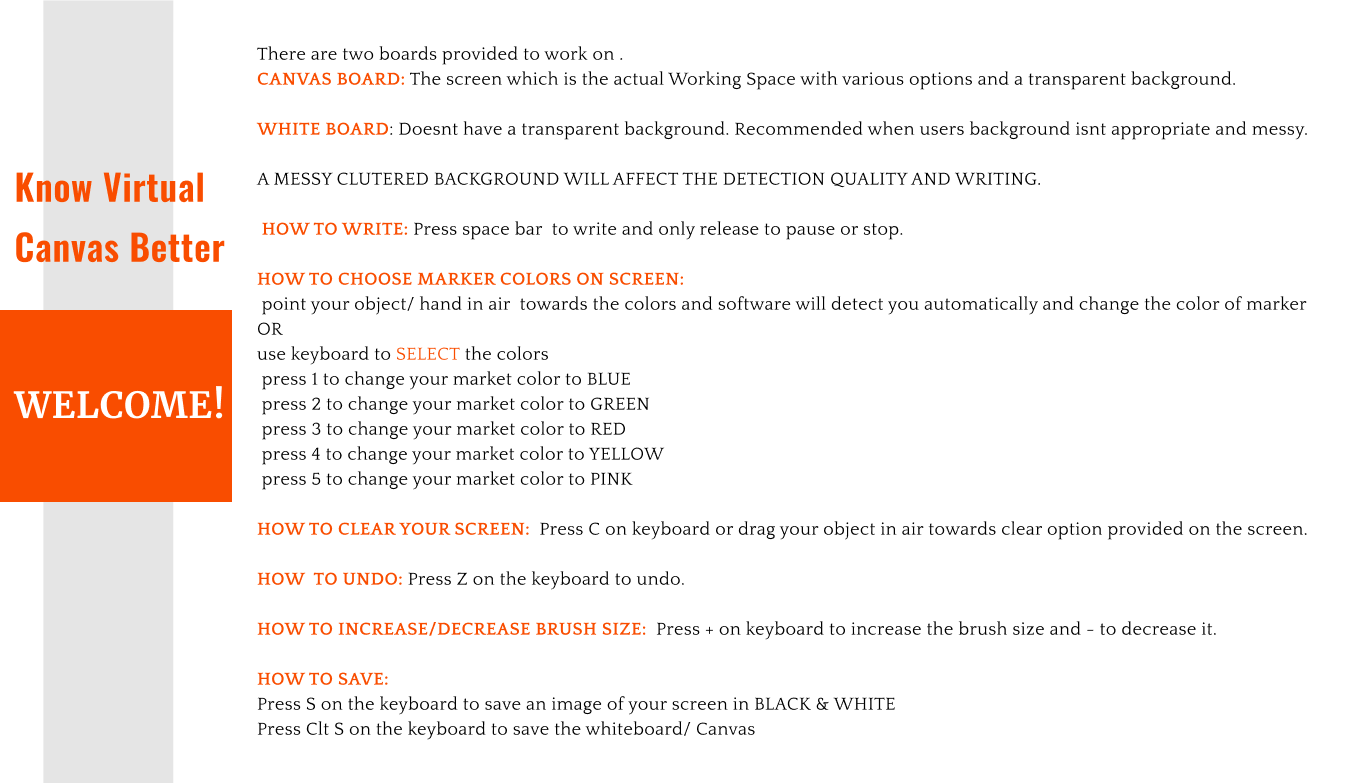 Know Virtual
Canvas Better
WELCOME!
There are two boards provided to work on .
CANVAS BOARD: The screen which is the actual Working Space with various options and a transparent background.
WHITE BOARD: Doesnt have a transparent background. Recommended when users background isnt appropriate and messy.
A MESSY CLUTERED BACKGROUND WILL AFFECT THE DETECTION QUALITY AND WRITING.
HOW TO WRITE: Press space bar  to write and only release to pause or stop.
HOW TO CHOOSE MARKER COLORS ON SCREEN:
point your object/ hand in air  towards the colors and software will detect you automatically and change the color of marker
OR
use keyboard to SELECT the colors
press 1 to change your market color to BLUE
press 2 to change your market color to GREEN
press 3 to change your market color to RED
press 4 to change your market color to YELLOW
press 5 to change your market color to PINK
HOW TO CLEAR YOUR SCREEN:  Press C on keyboard or drag your object in air towards clear option provided on the screen.
HOW  TO UNDO: Press Z on the keyboard to undo.
HOW TO INCREASE/DECREASE BRUSH SIZE:  Press + on keyboard to increase the brush size and - to decrease it.
HOW TO SAVE:
Press S on the keyboard to save an image of your screen in BLACK & WHITE
Press Clt S on the keyboard to save the whiteboard/ Canvas